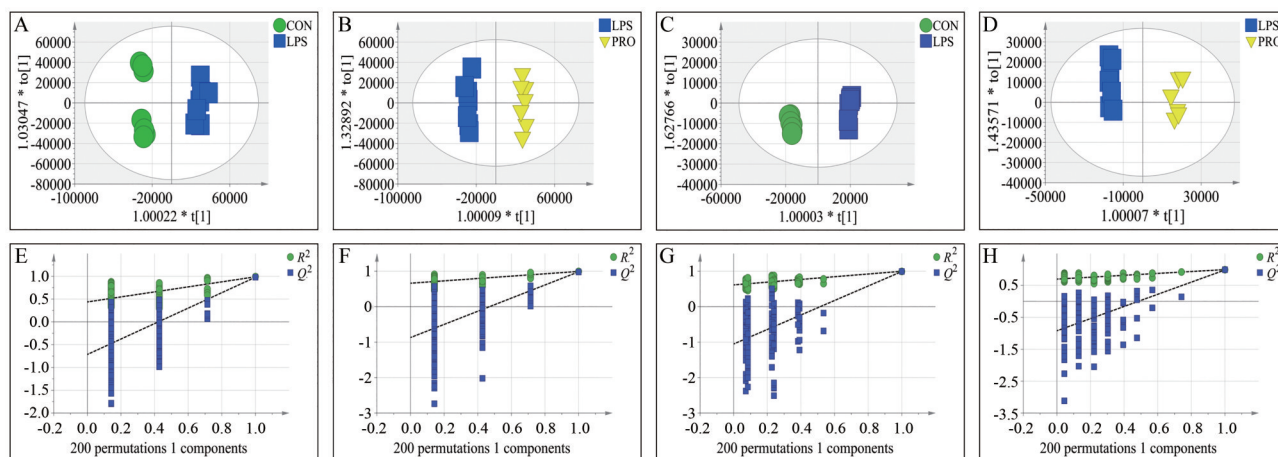 A
CON
LPS
1.03047 * to[1]
60000
40000
20000
0
-20000
-40000
-60000
-80000
-100000
-20000
60000
1.00022 * t[1]
B
LPS
PRO
1.32892 * to[1]
60000
40000
20000
0
-20000
-40000
-60000
-80000
-100000
-20000
60000
1.00009 * t[1]
C
CON
LPS
1.62766 * to[1]
30000
20000
10000
0
-10000
-20000
-30000
-40000
-60000
-20000
20000
1.00003 * t[1]
D
LPS
PRO
1.43571 * to[1]
30000
20000
10000
0
-10000
-20000
-30000
-40000
-50000
-10000
30000
1.00007 * t[1]
E
R²
Q²
1.0
0.5
0.0
-0.5
-1.0
-1.5
-2.0
-0.2 0.0 0.2 0.4 0.6 0.8 1.0
200 permutations 1 components
F
R²
Q²
1
0
-1
-2
-3
-0.2 0.0 0.2 0.4 0.6 0.8 1.0
200 permutations 1 components
G
R²
Q²
1
0
-1
-2
-3
-0.2 0.0 0.2 0.4 0.6 0.8 1.0
200 permutations 1 components
H
R²
Q²
0.5
-0.5
-1.5
-2.5
-3.5
-0.2 0.0 0.2 0.4 0.6 0.8 1.0
200 permutations 1 components